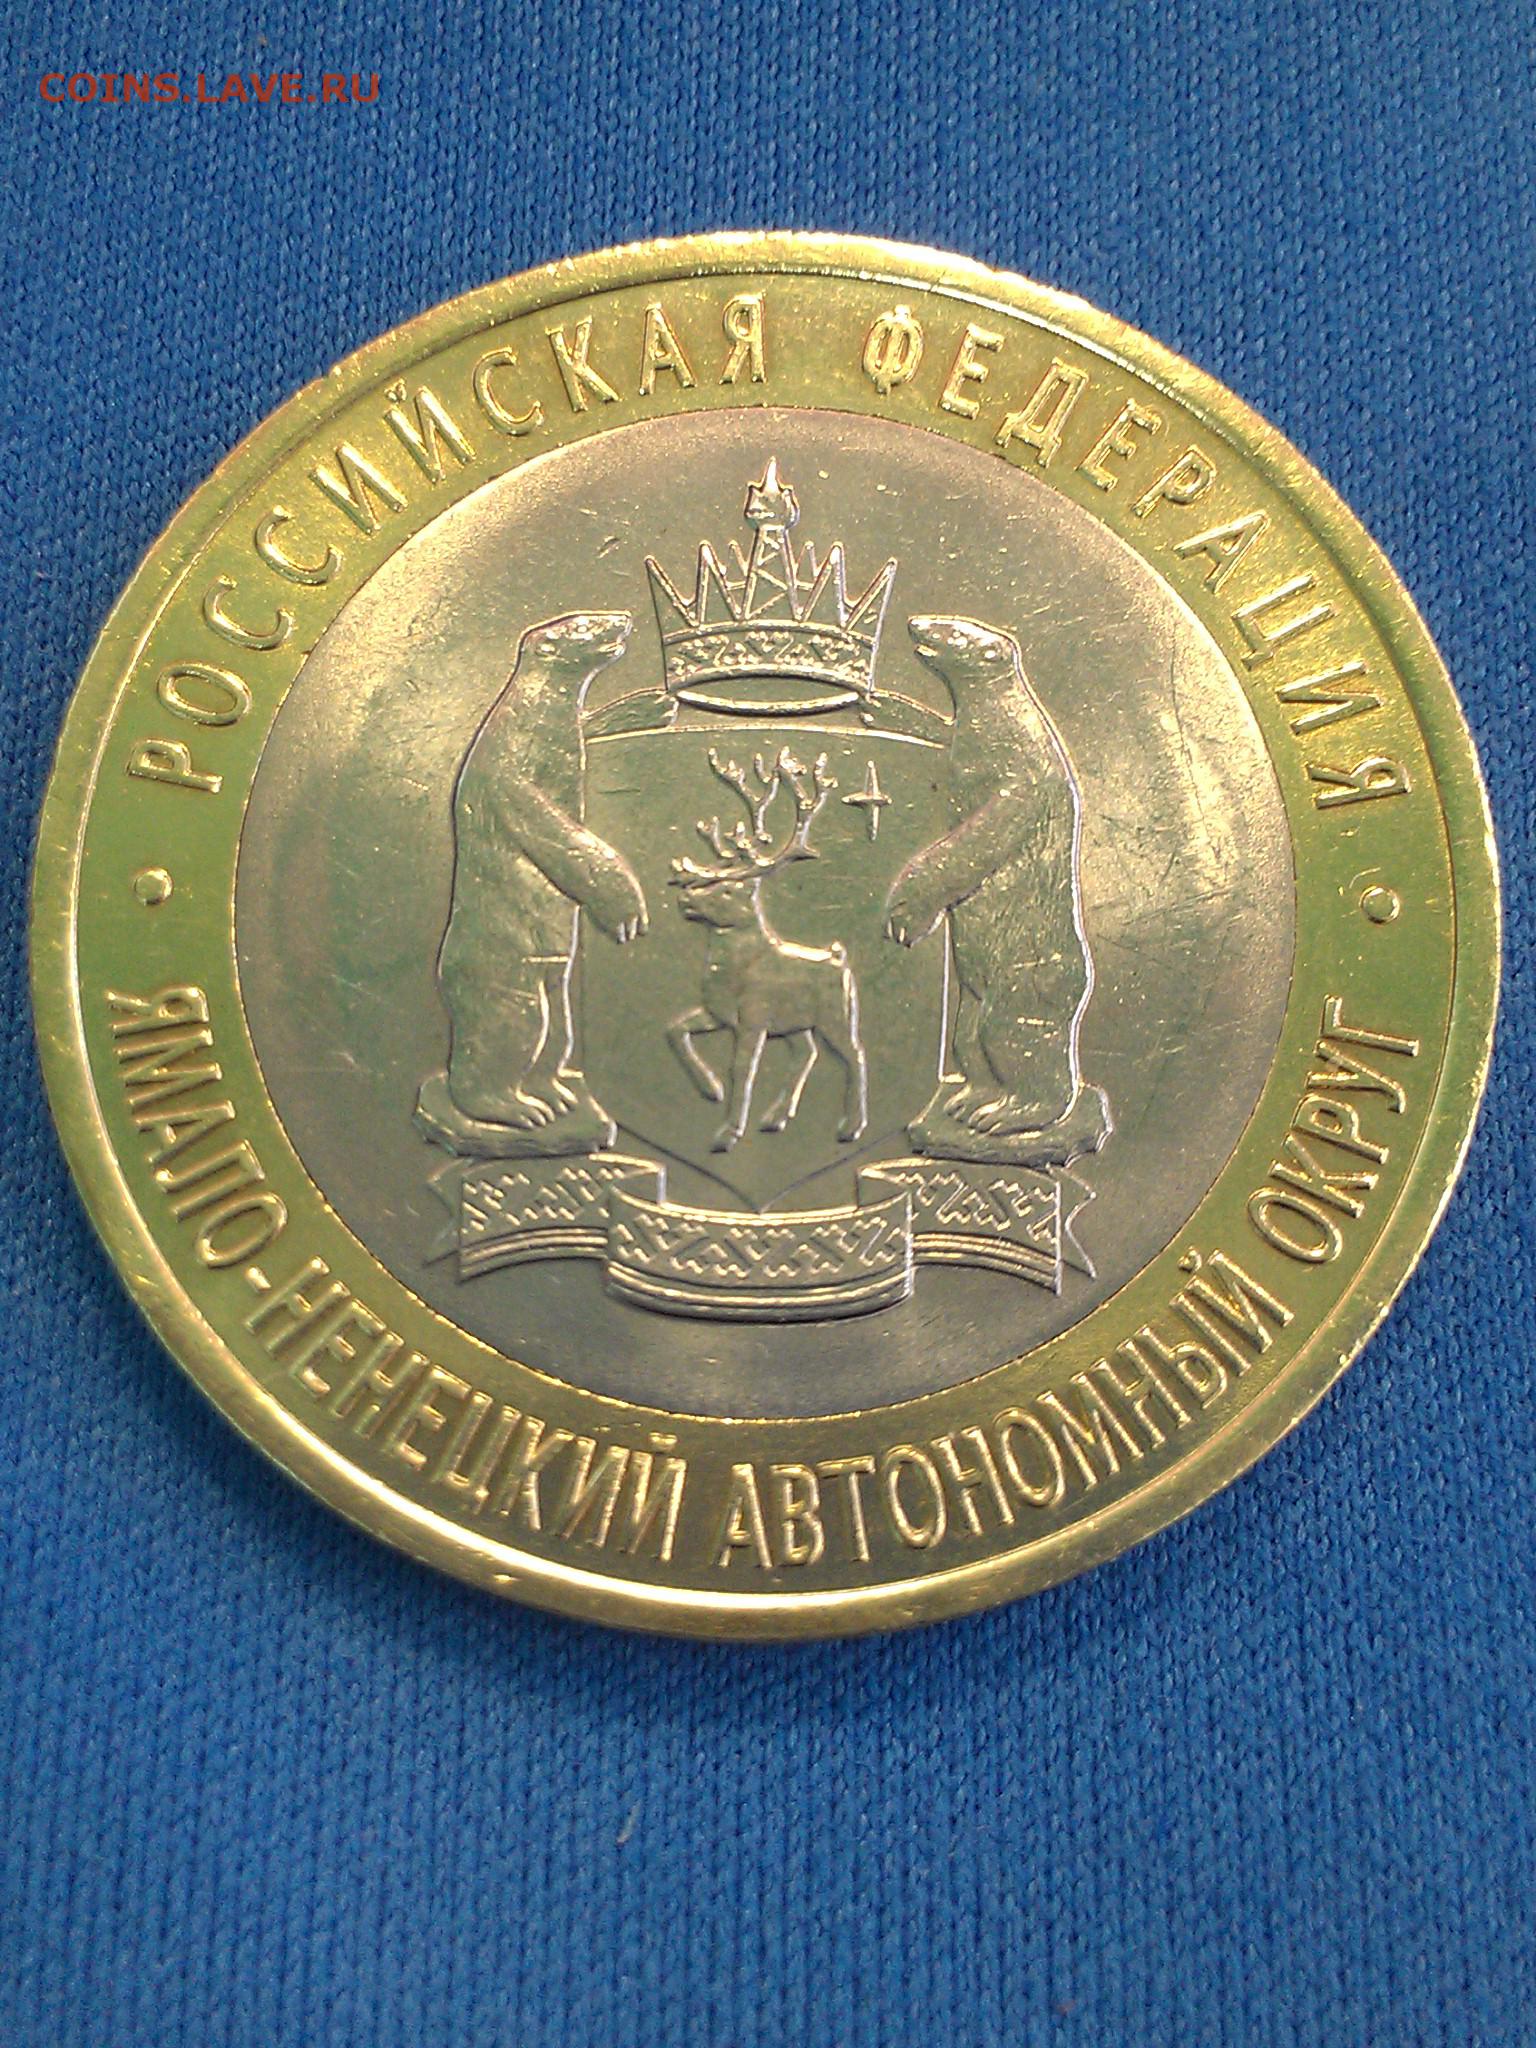 COINS.LAVE.RU
РОССИЙСКАЯ ФЕДЕРАЦИЯ
ЯМАЛО-НЕНЕЦКИЙ АВТОНОМНЫЙ ОКРУГ